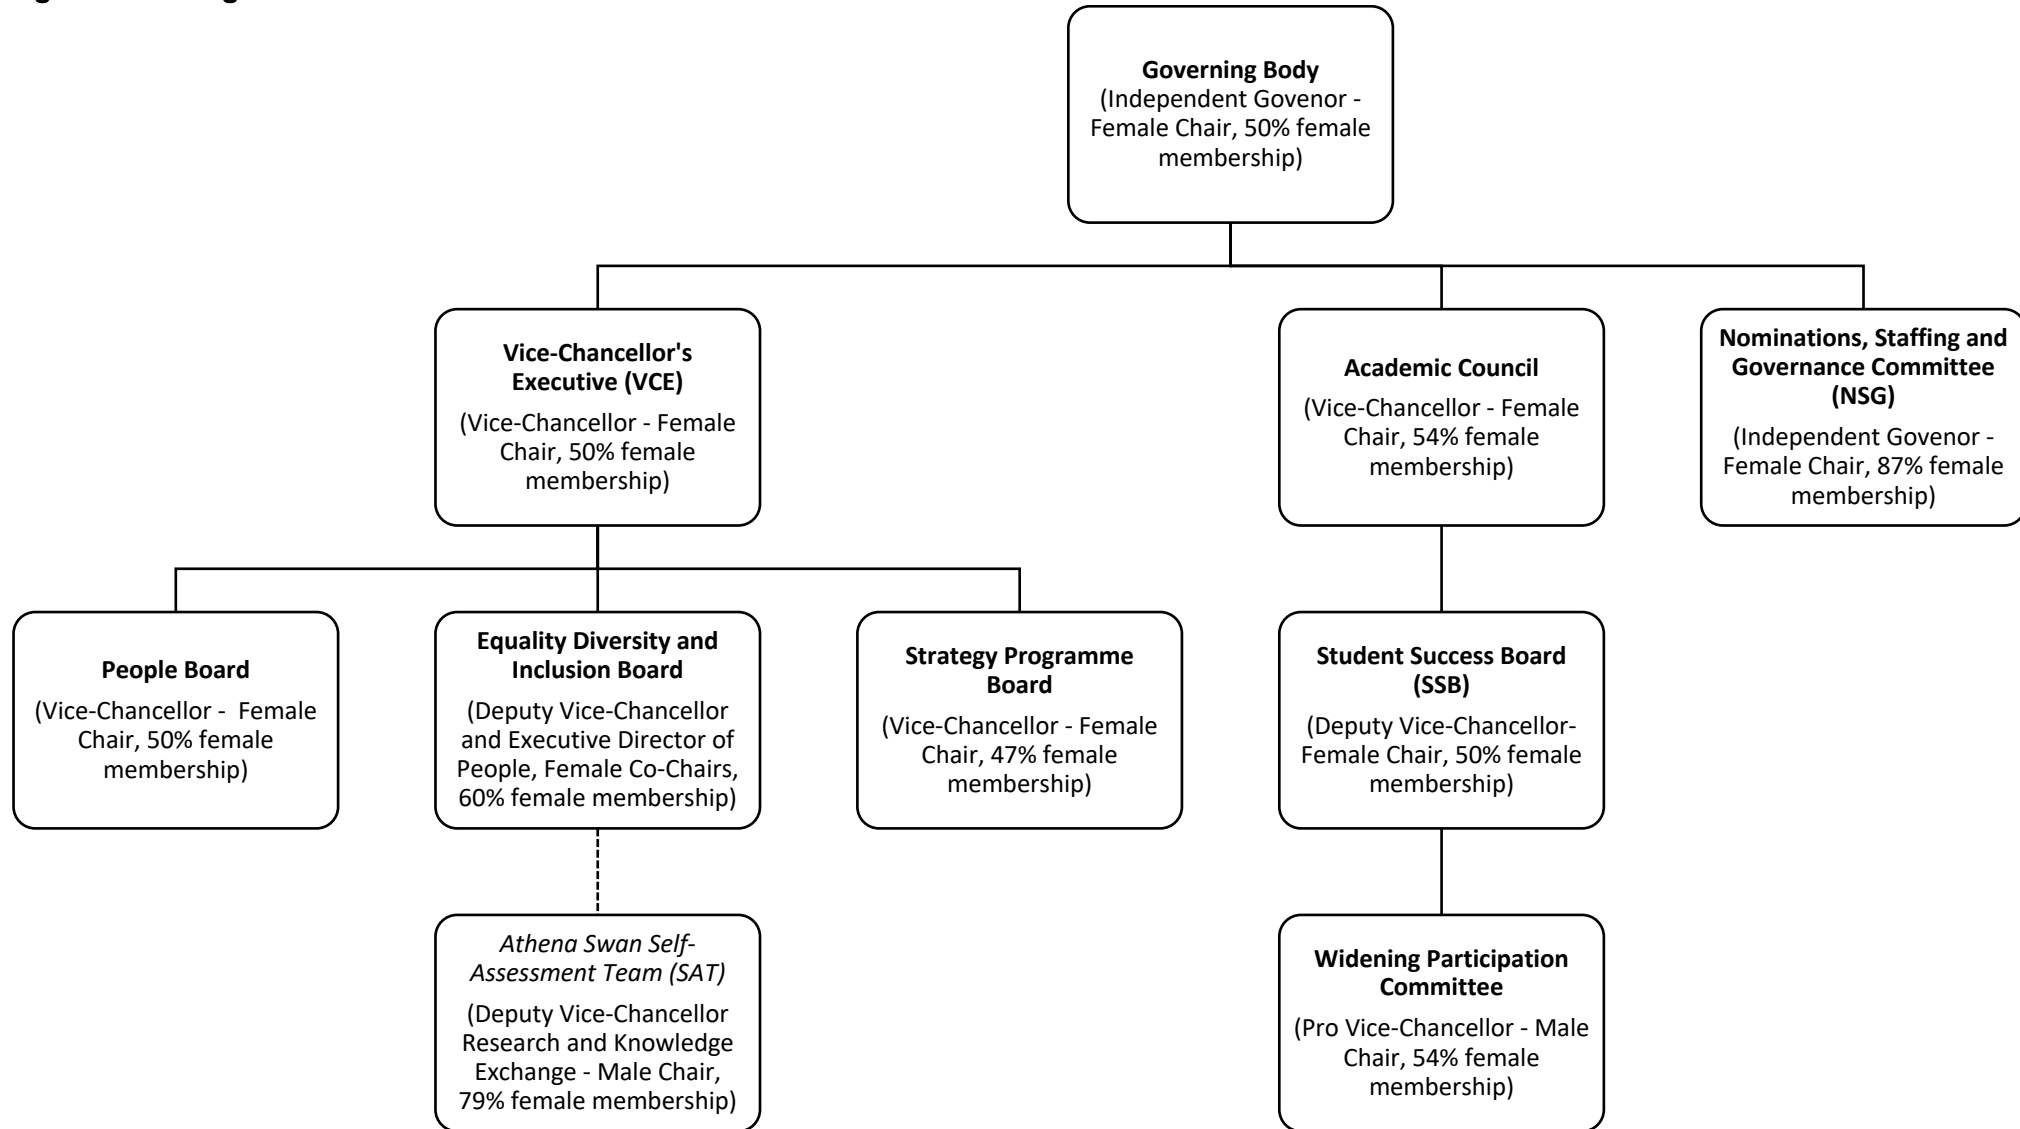 Governing Body
(Independent Govenor -
Female Chair, 50% female
membership)
Vice-Chancellor's
Executive (VCE)
(Vice-Chancellor - Female
Chair, 50% female
membership)
Academic Council
(Vice-Chancellor - Female
Chair, 54% female
membership)
Nominations, Staffing and
Governance Committee
(NSG)
(Independent Govenor -
Female Chair, 87% female
membership)
People Board
(Vice-Chancellor -  Female
Chair, 50% female
membership)
Equality Diversity and
Inclusion Board
(Deputy Vice-Chancellor
and Executive Director of
People, Female Co-Chairs,
60% female membership)
Strategy Programme
Board
(Vice-Chancellor - Female
Chair, 47% female
membership)
Student Success Board
(SSB)
(Deputy Vice-Chancellor-
Female Chair, 50% female
membership)
Athena Swan Self-
Assessment Team (SAT)
(Deputy Vice-Chancellor
Research and Knowledge
Exchange - Male Chair,
79% female membership)
Widening Participation
Committee
(Pro Vice-Chancellor - Male
Chair, 54% female
membership)